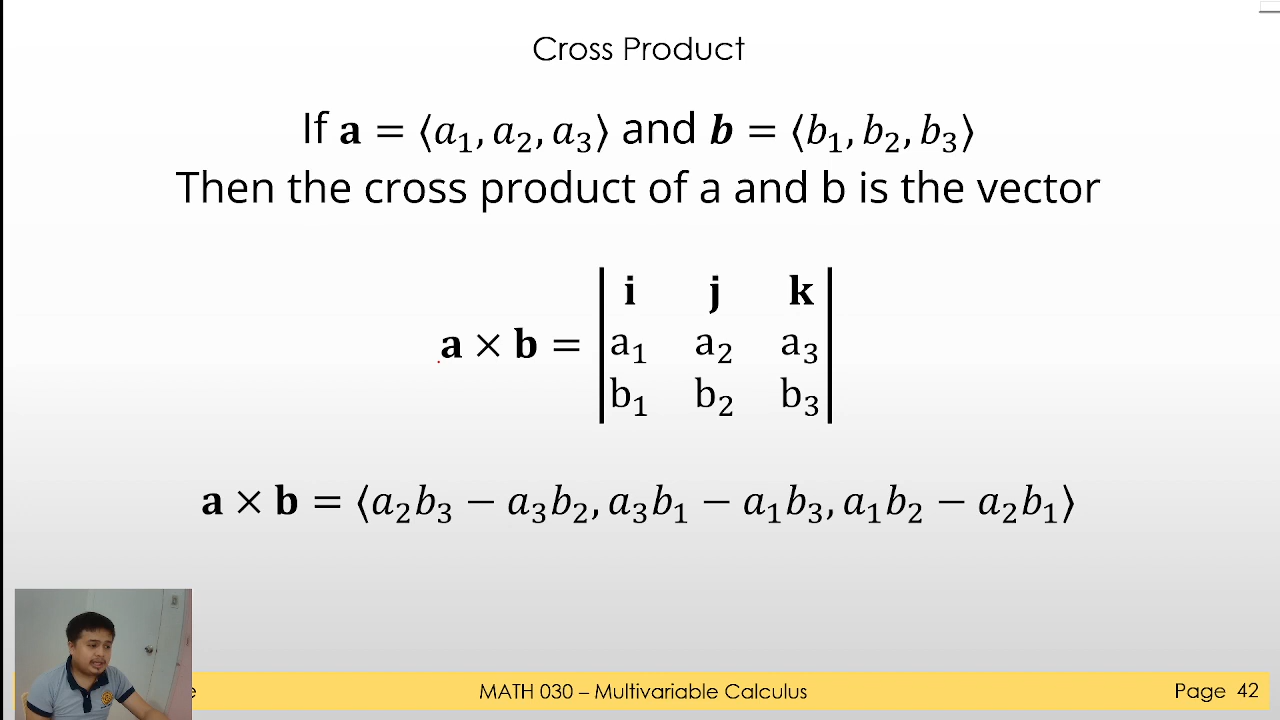 Cross Product
If a = ⟨a₁, a₂, a₃⟩ and b = ⟨b₁, b₂, b₃⟩
Then the cross product of a and b is the vector
i j k
a × b = a₁ a₂ a₃
b₁ b₂ b₃
a × b = ⟨a₂b₃ − a₃b₂, a₃b₁ − a₁b₃, a₁b₂ − a₂b₁⟩
MATH 030 – Multivariable Calculus
Page 42